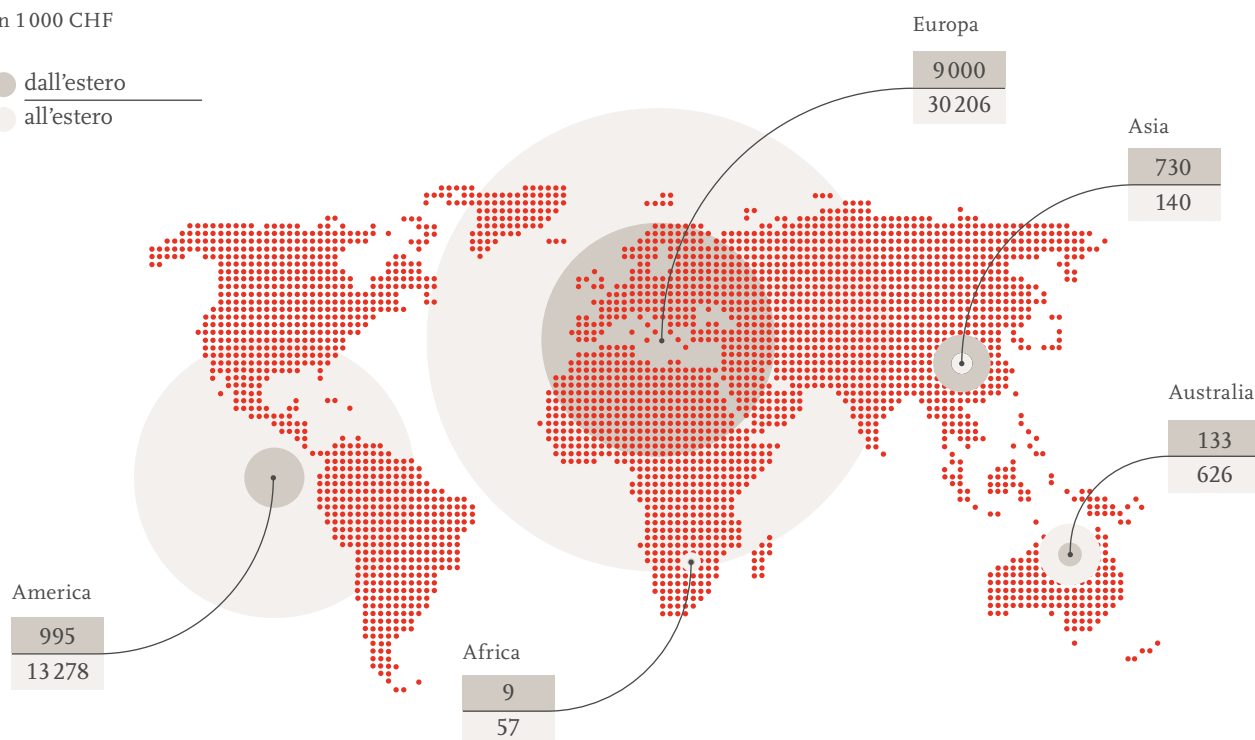 n 1 000 CHF
dall'estero
all'estero
Europa
9 000
30 206
Asia
730
140
Australia
133
626
America
995
13 278
Africa
9
57